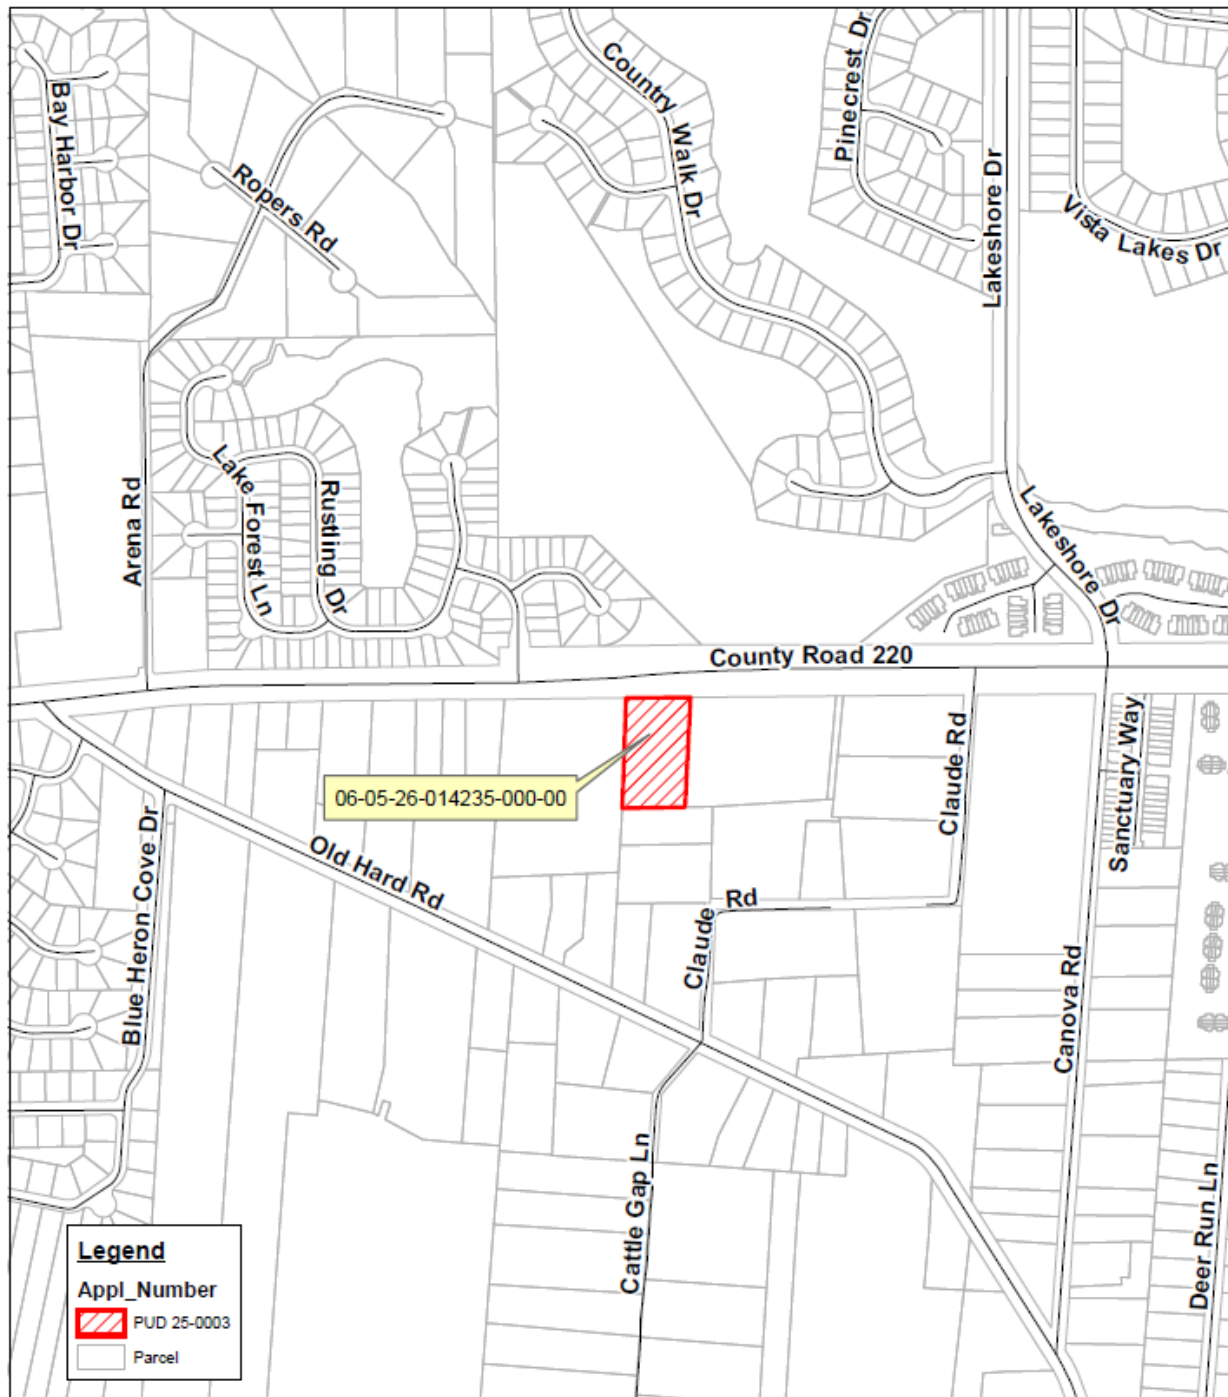 Bay Harbor Dr
Ropers Rd
Country Walk Dr
Pinecrest Dr
Lakeshore Dr
Vista Lakes Dr
Arena Rd
Lake Forest Ln
Rustling Dr
Lakeshore Dr
County Road 220
06-05-26-014235-000-00
Claude Rd
Sanctuary Way
Old Hard Rd
Blue Heron Cove Dr
Claude Rd
Canova Rd
Cattle Gap Ln
Deer Run Ln
Legend
Appl_Number
PUD 25-0003
Parcel